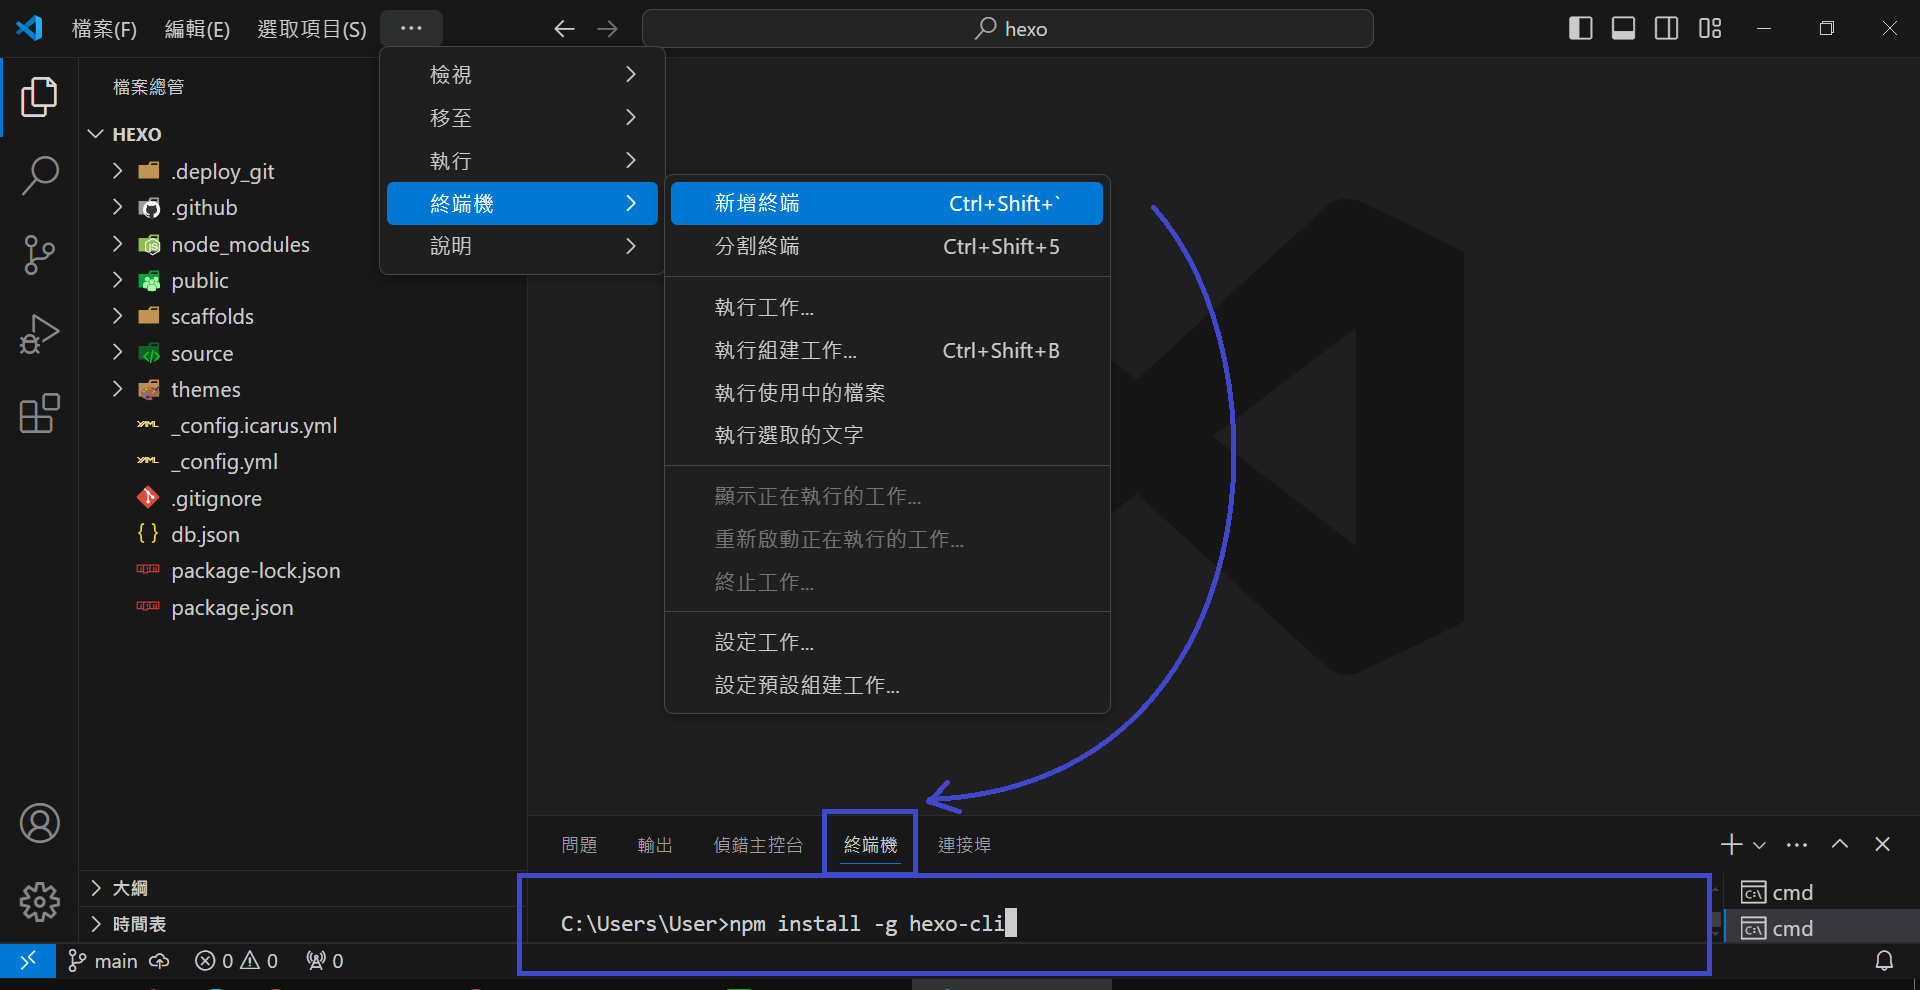 檔案(F) 編輯(E) 選取項目(S) ··· hexo
檔案總管
HEXO
.deploy_git
.github
node_modules
public
scaffolds
source
themes
_config.icarus.yml
_config.yml
.gitignore
db.json
package-lock.json
package.json
大綱
時間表
檢視
移至
執行
終端機
說明
新增終端 Ctrl+Shift+`
分割終端 Ctrl+Shift+5
執行工作...
執行組建工作... Ctrl+Shift+B
執行使用中的檔案
執行選取的文字
顯示正在執行的工作...
重新啟動正在執行的工作...
終止工作...
設定工作...
設定預設組建工作...
問題 輸出 偵錯主控台 終端機 連接埠
C:\Users\User>npm install -g hexo-cli
cmd
cmd
main 0 0 0